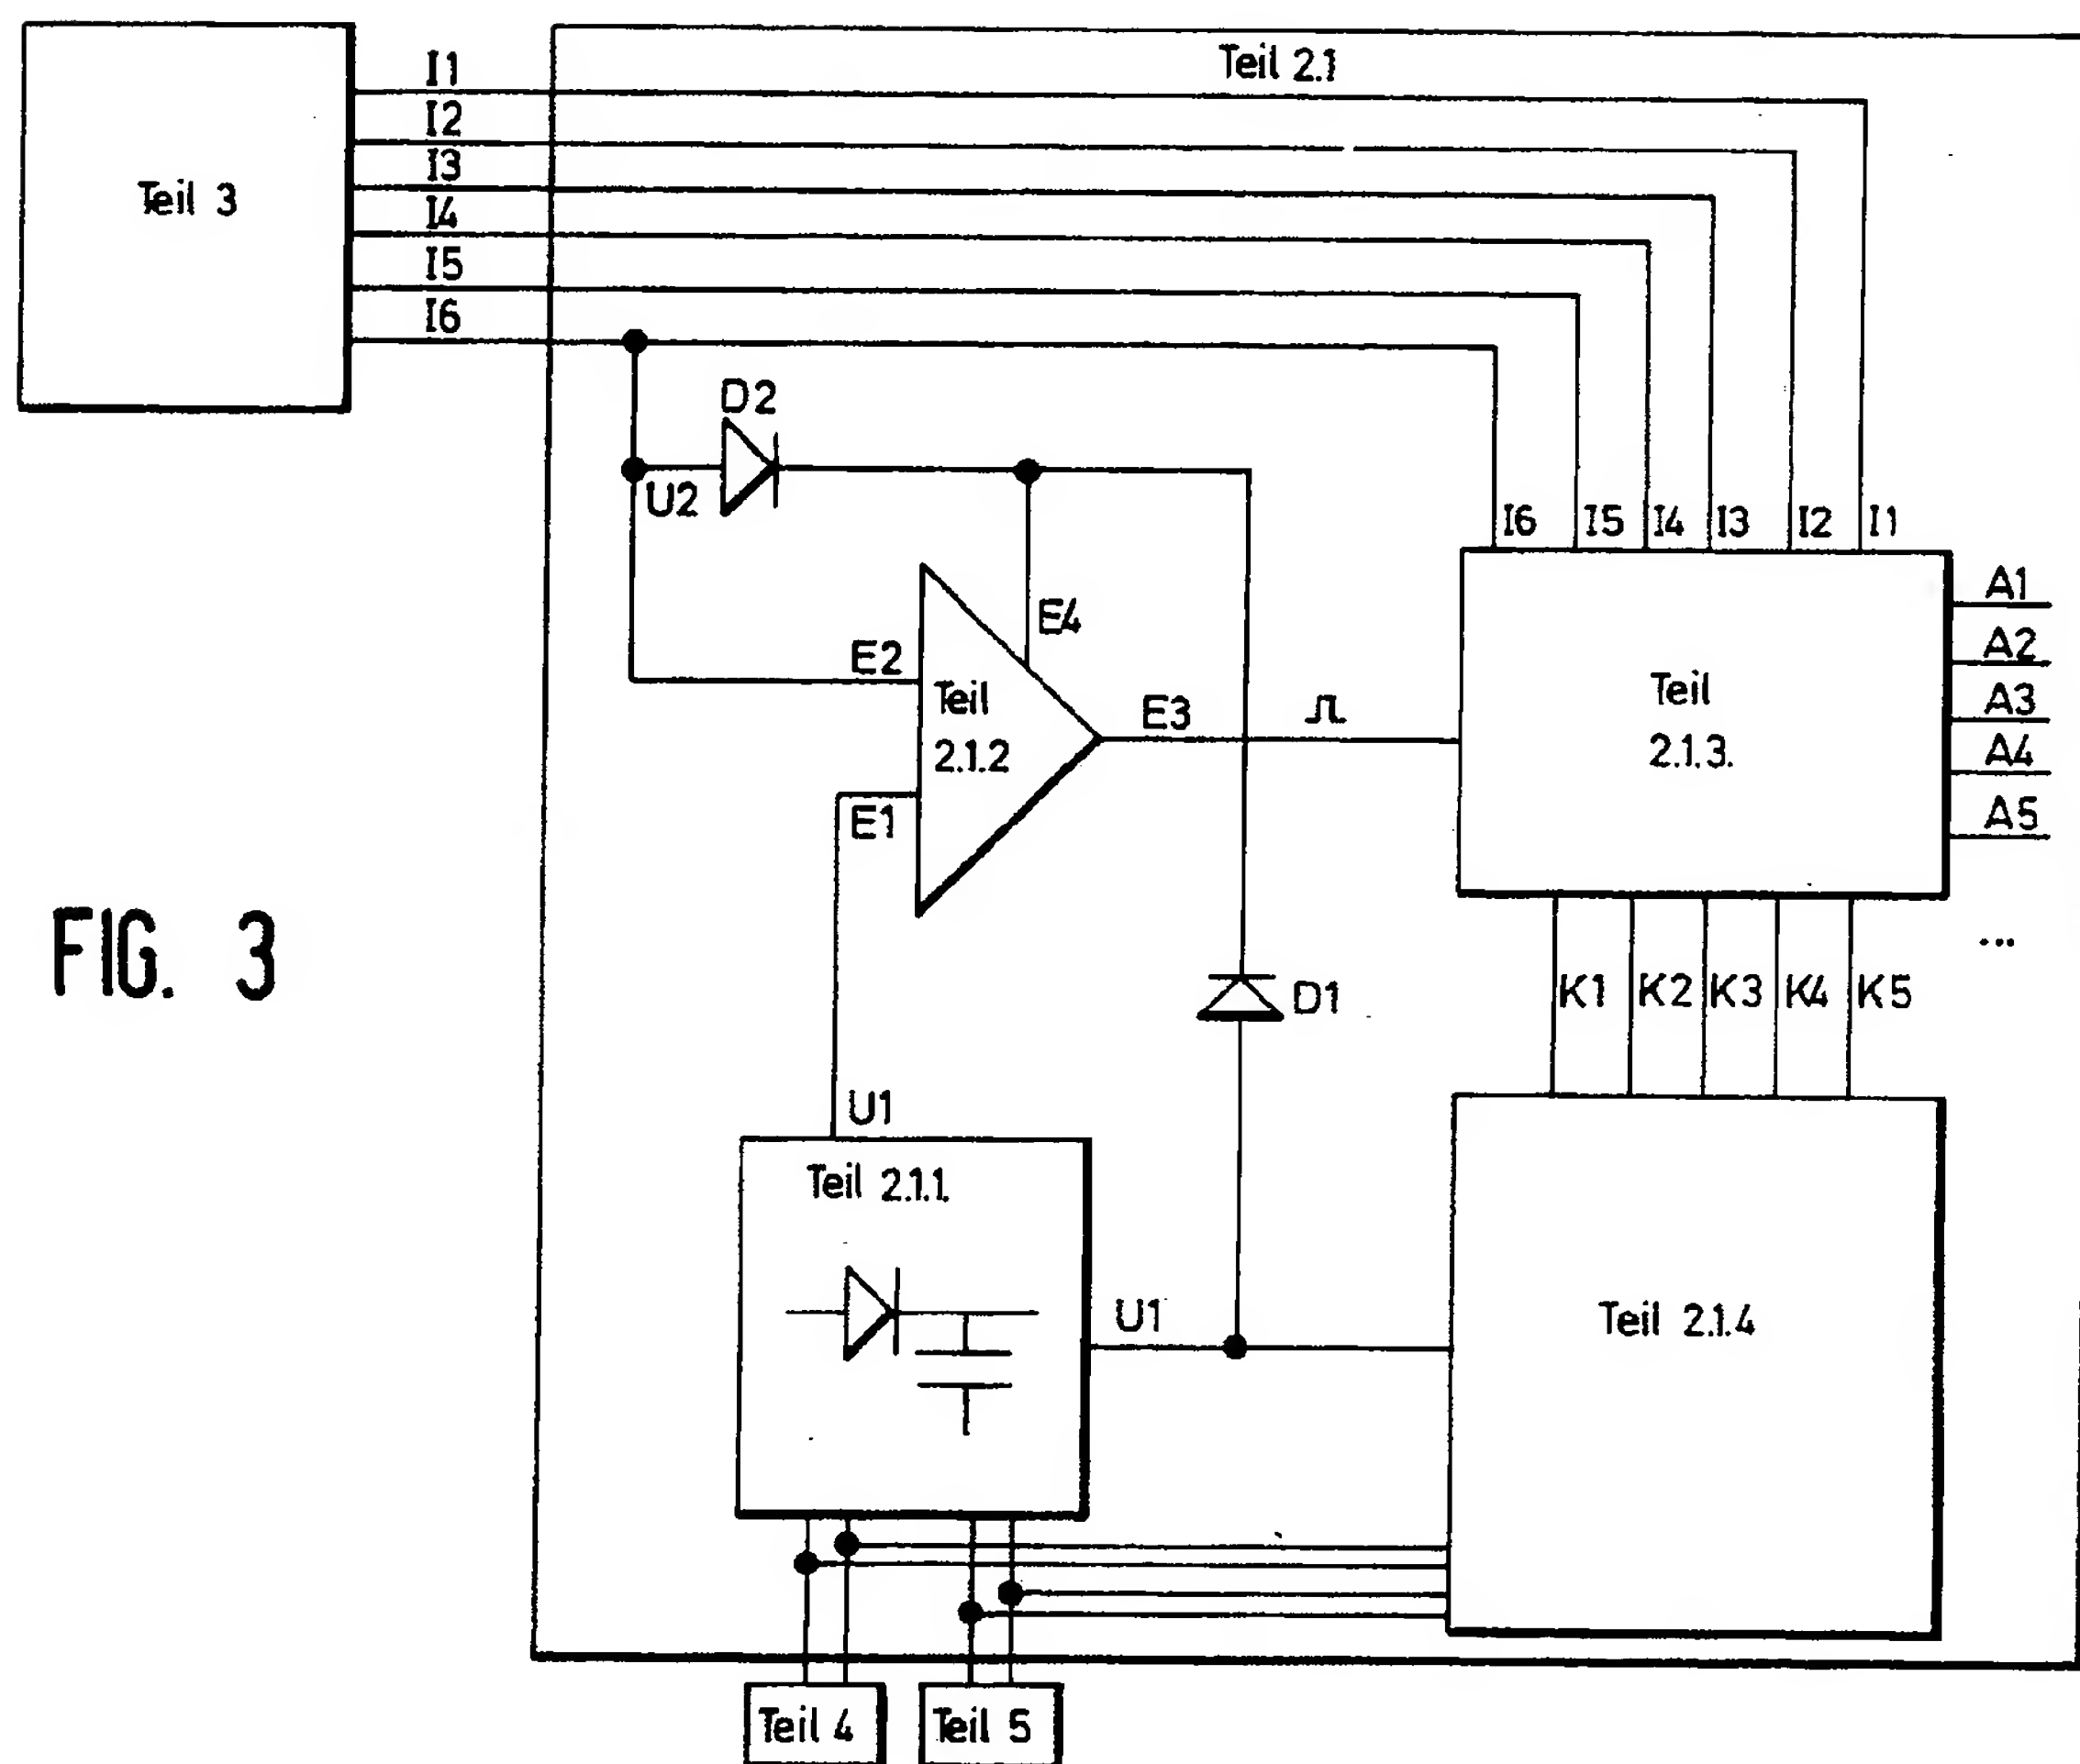 Teil 2.1
I1
I2
I3
Teil 3
I4
I5
I6
D2
U2
I6 I5 I4 I3 I2 I1
A1
E4
A2
E2
Teil
2.1.2
Teil
2.1.3.
E3
A3
A4
E1
A5
FIG. 3
...
K1 K2 K3 K4 K5
D1
U1
Teil 2.1.1.
U1
Teil 2.1.4
Teil 4
Teil 5